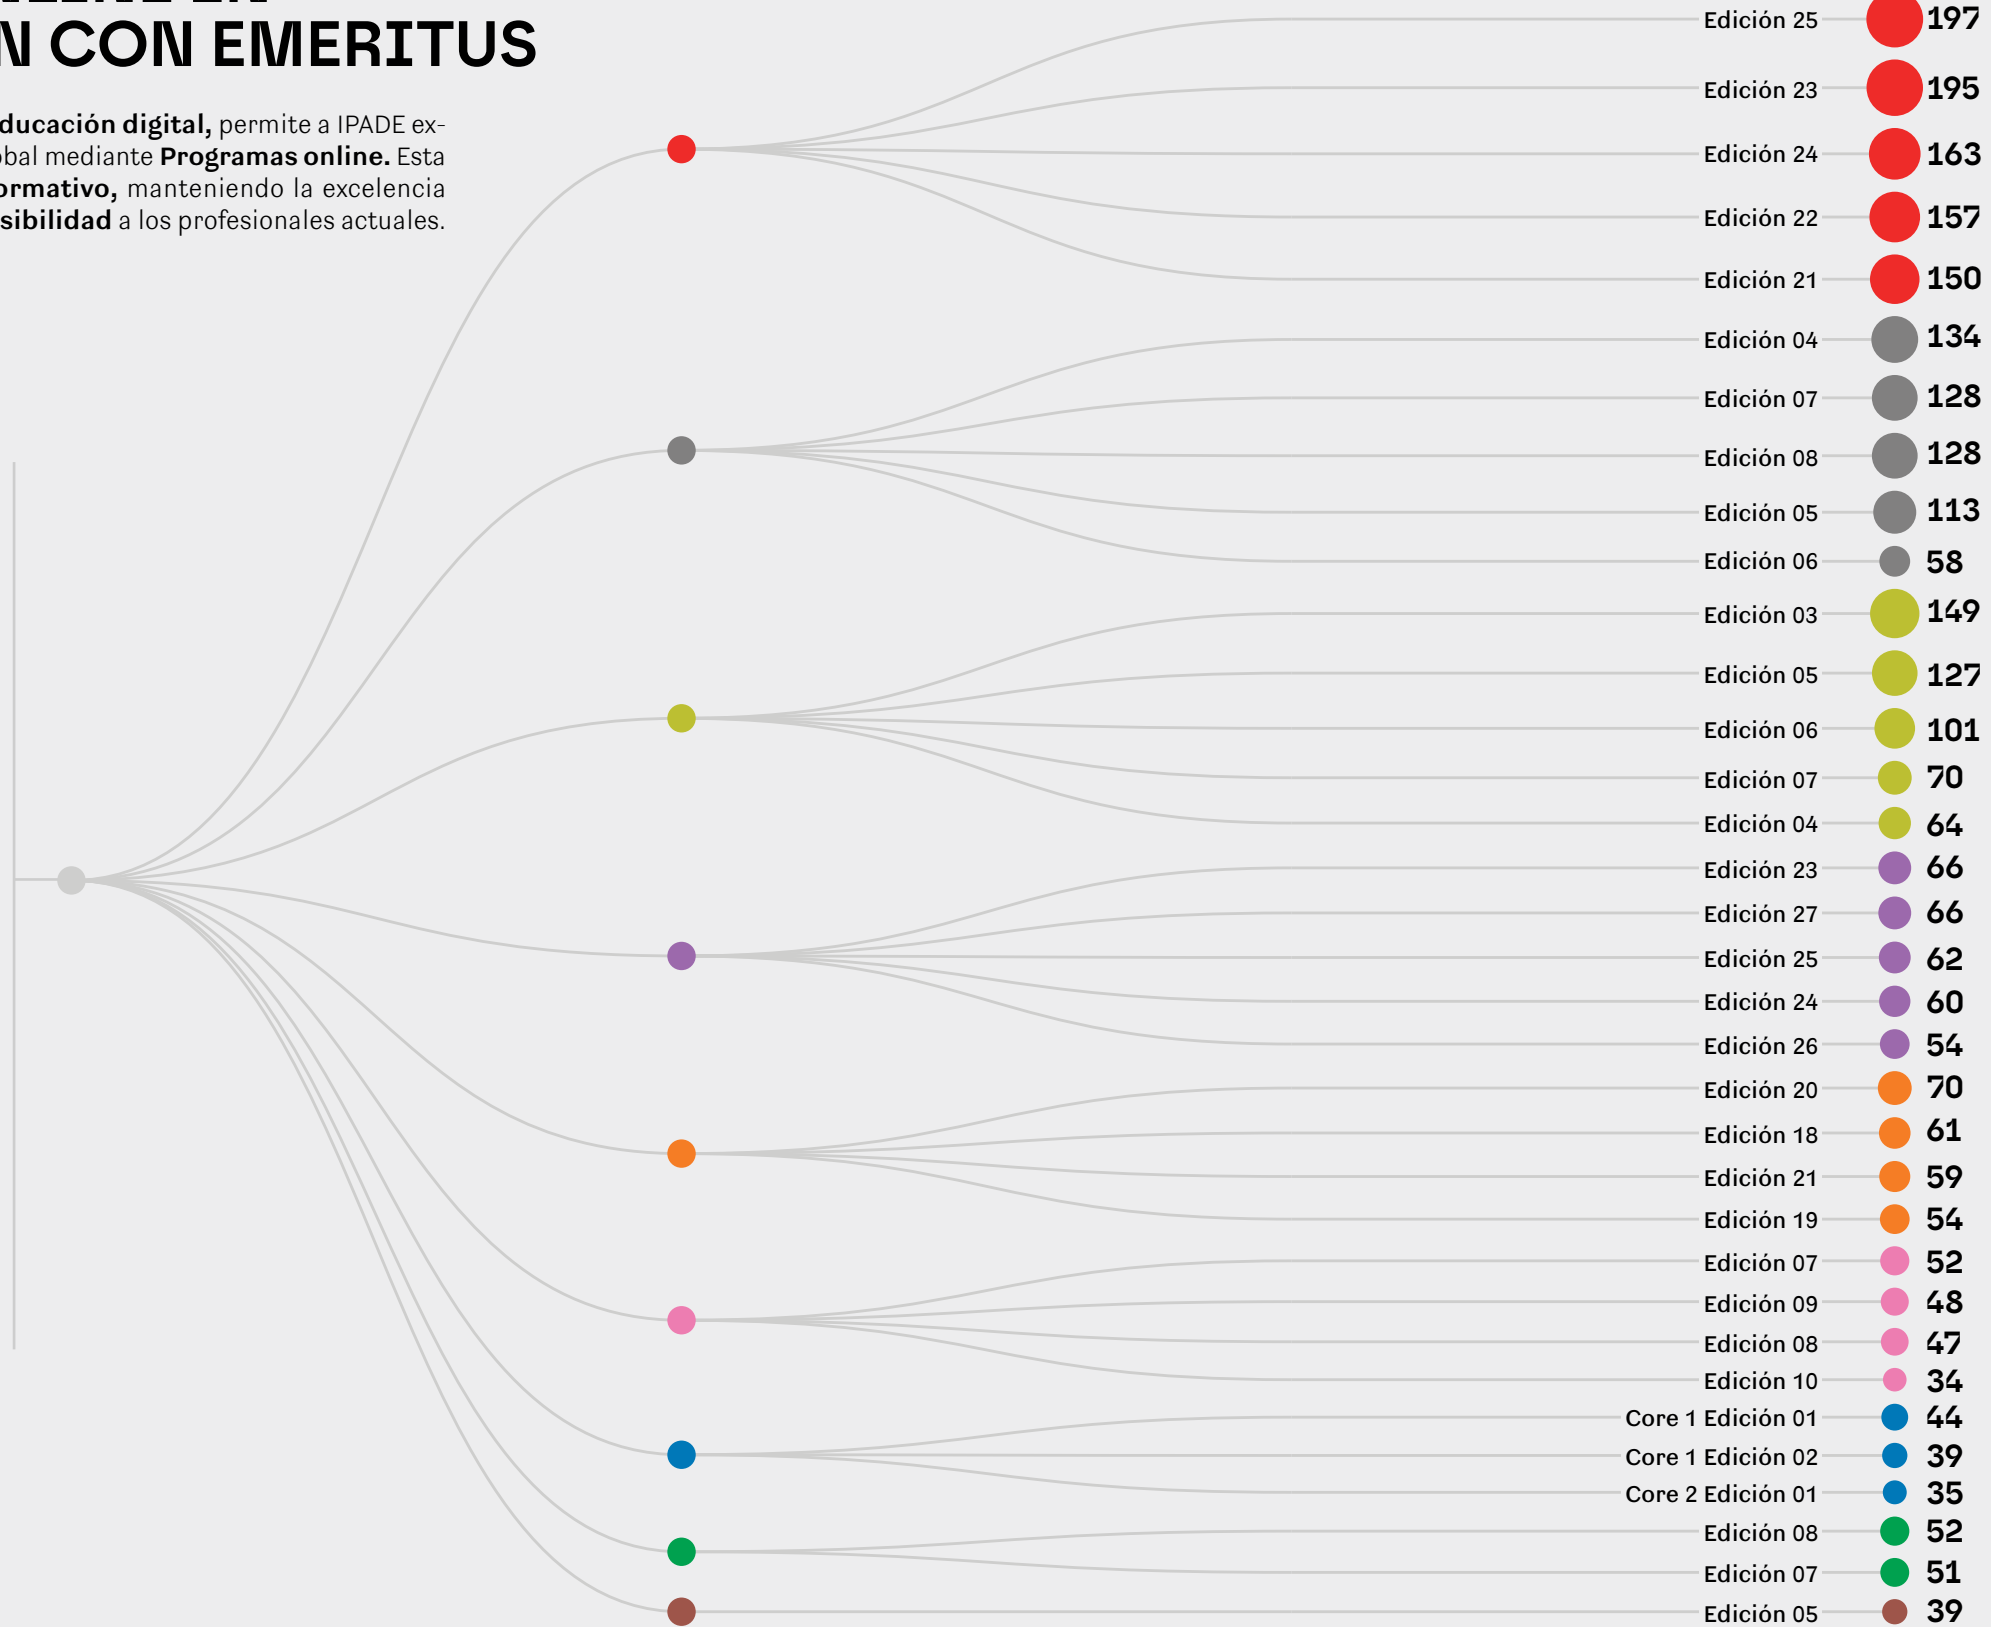 N CON EMERITUS
ducación digital, permite a IPADE ex-
obal mediante Programas online. Esta
ormativo, manteniendo la excelencia
sibilidad a los profesionales actuales.
Edición 25 197
Edición 23 195
Edición 24 163
Edición 22 157
Edición 21 150
Edición 04 134
Edición 07 128
Edición 08 128
Edición 05 113
Edición 06 58
Edición 03 149
Edición 05 127
Edición 06 101
Edición 07 70
Edición 04 64
Edición 23 66
Edición 27 66
Edición 25 62
Edición 24 60
Edición 26 54
Edición 20 70
Edición 18 61
Edición 21 59
Edición 19 54
Edición 07 52
Edición 09 48
Edición 08 47
Edición 10 34
Core 1 Edición 01 44
Core 1 Edición 02 39
Core 2 Edición 01 35
Edición 08 52
Edición 07 51
Edición 05 39